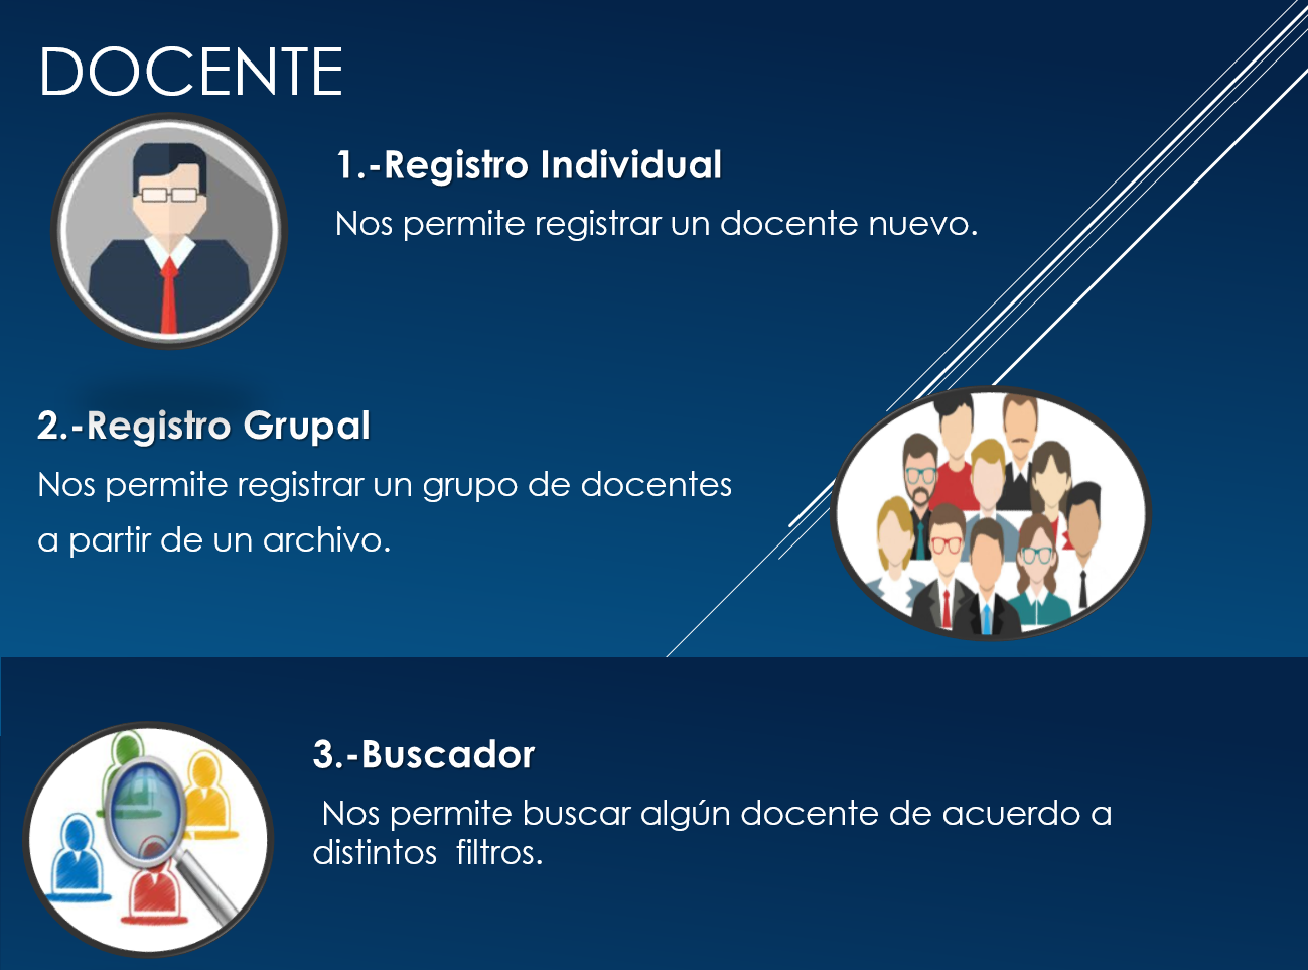 DOCENTE
1.-Registro Individual
Nos permite registrar un docente nuevo.
2.-Registro Grupal
Nos permite registrar un grupo de docentes
a partir de un archivo.
3.-Buscador
Nos permite buscar algún docente de acuerdo a
distintos filtros.